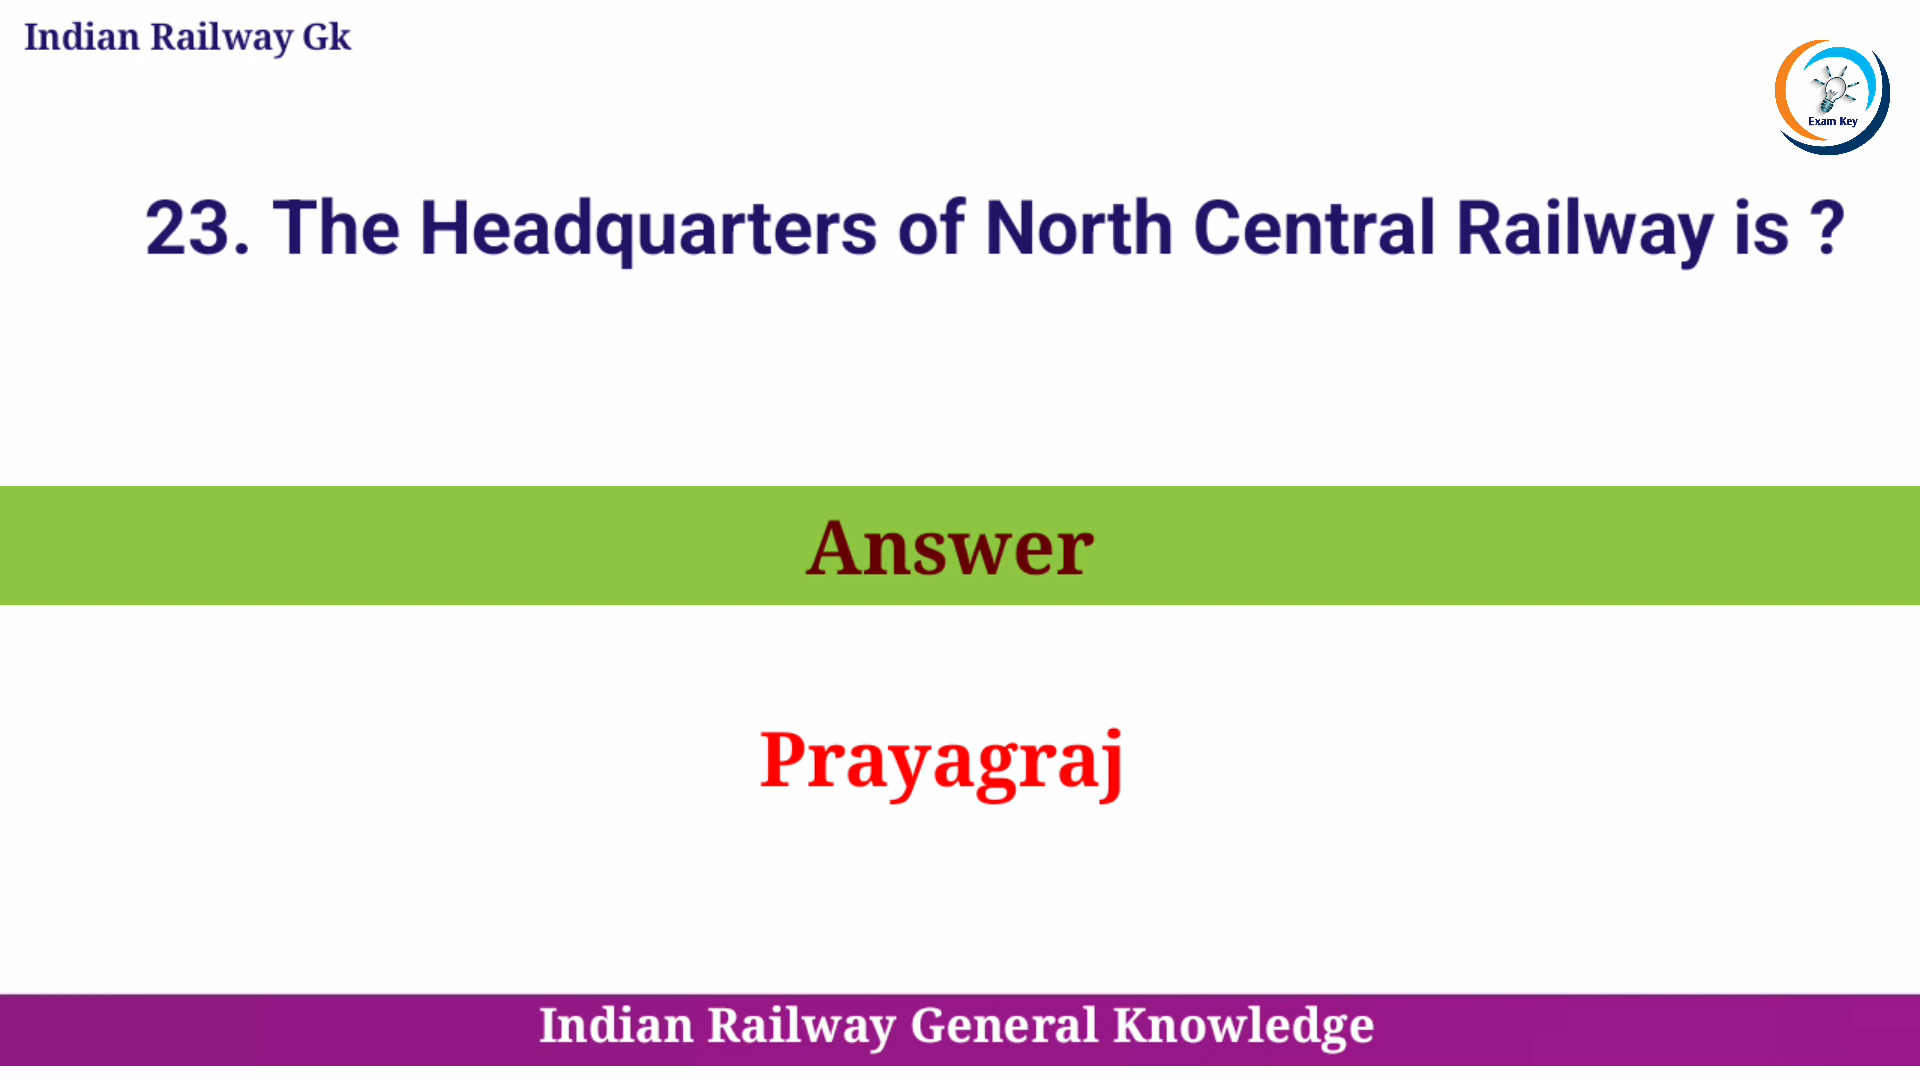 Indian Railway Gk
Exam Key
23. The Headquarters of North Central Railway is ?
Answer
Prayagraj
Indian Railway General Knowledge